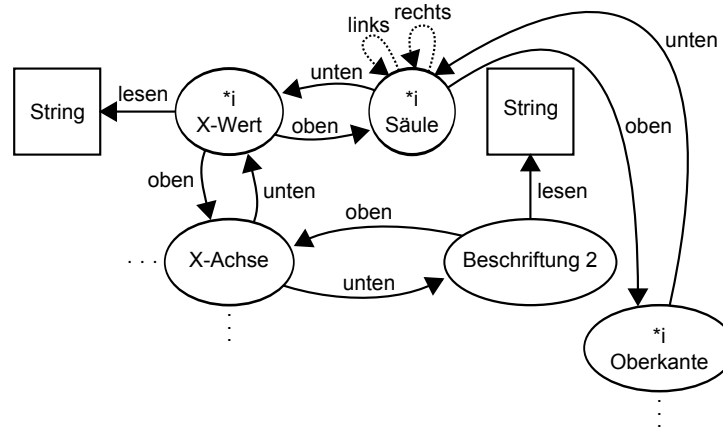 links
rechts
unten
unten
String
lesen
*i
X-Wert
*i
Säule
String
oben
oben
oben
unten
lesen
oben
X-Achse
Beschriftung 2
unten
*i
Oberkante